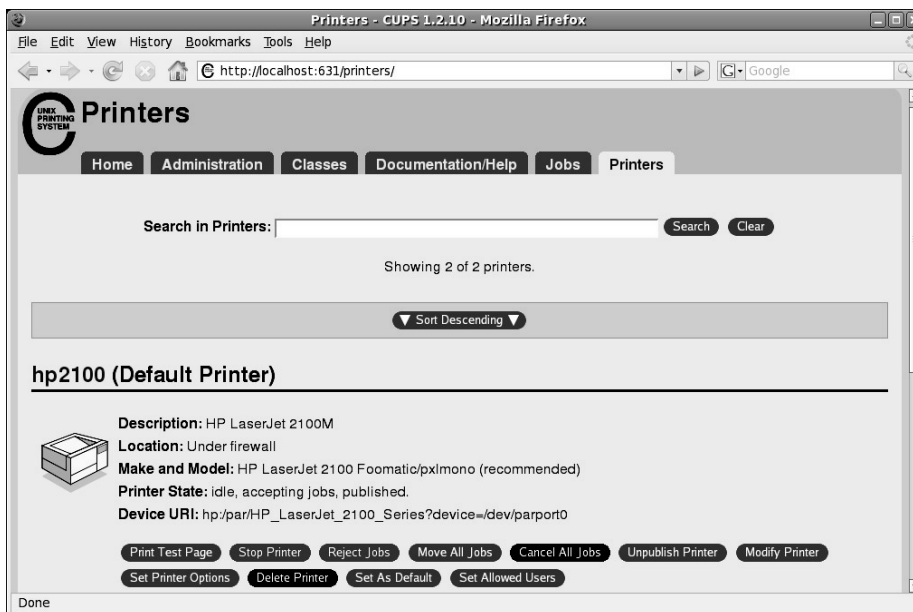 Printers - CUPS 1.2.10 - Mozilla Firefox
File Edit View History Bookmarks Tools Help
http://localhost:631/printers/ G Google
UNIX PRINTING SYSTEM
Printers
Home Administration Classes Documentation/Help Jobs Printers
Search in Printers: Search Clear
Showing 2 of 2 printers.
▼ Sort Descending ▼
hp2100 (Default Printer)
Description: HP LaserJet 2100M
Location: Under firewall
Make and Model: HP LaserJet 2100 Foomatic/pxlmono (recommended)
Printer State: idle, accepting jobs, published.
Device URI: hp:/par/HP_LaserJet_2100_Series?device=/dev/parport0
Print Test Page Stop Printer Reject Jobs Move All Jobs Cancel All Jobs Unpublish Printer Modify Printer
Set Printer Options Delete Printer Set As Default Set Allowed Users
Done